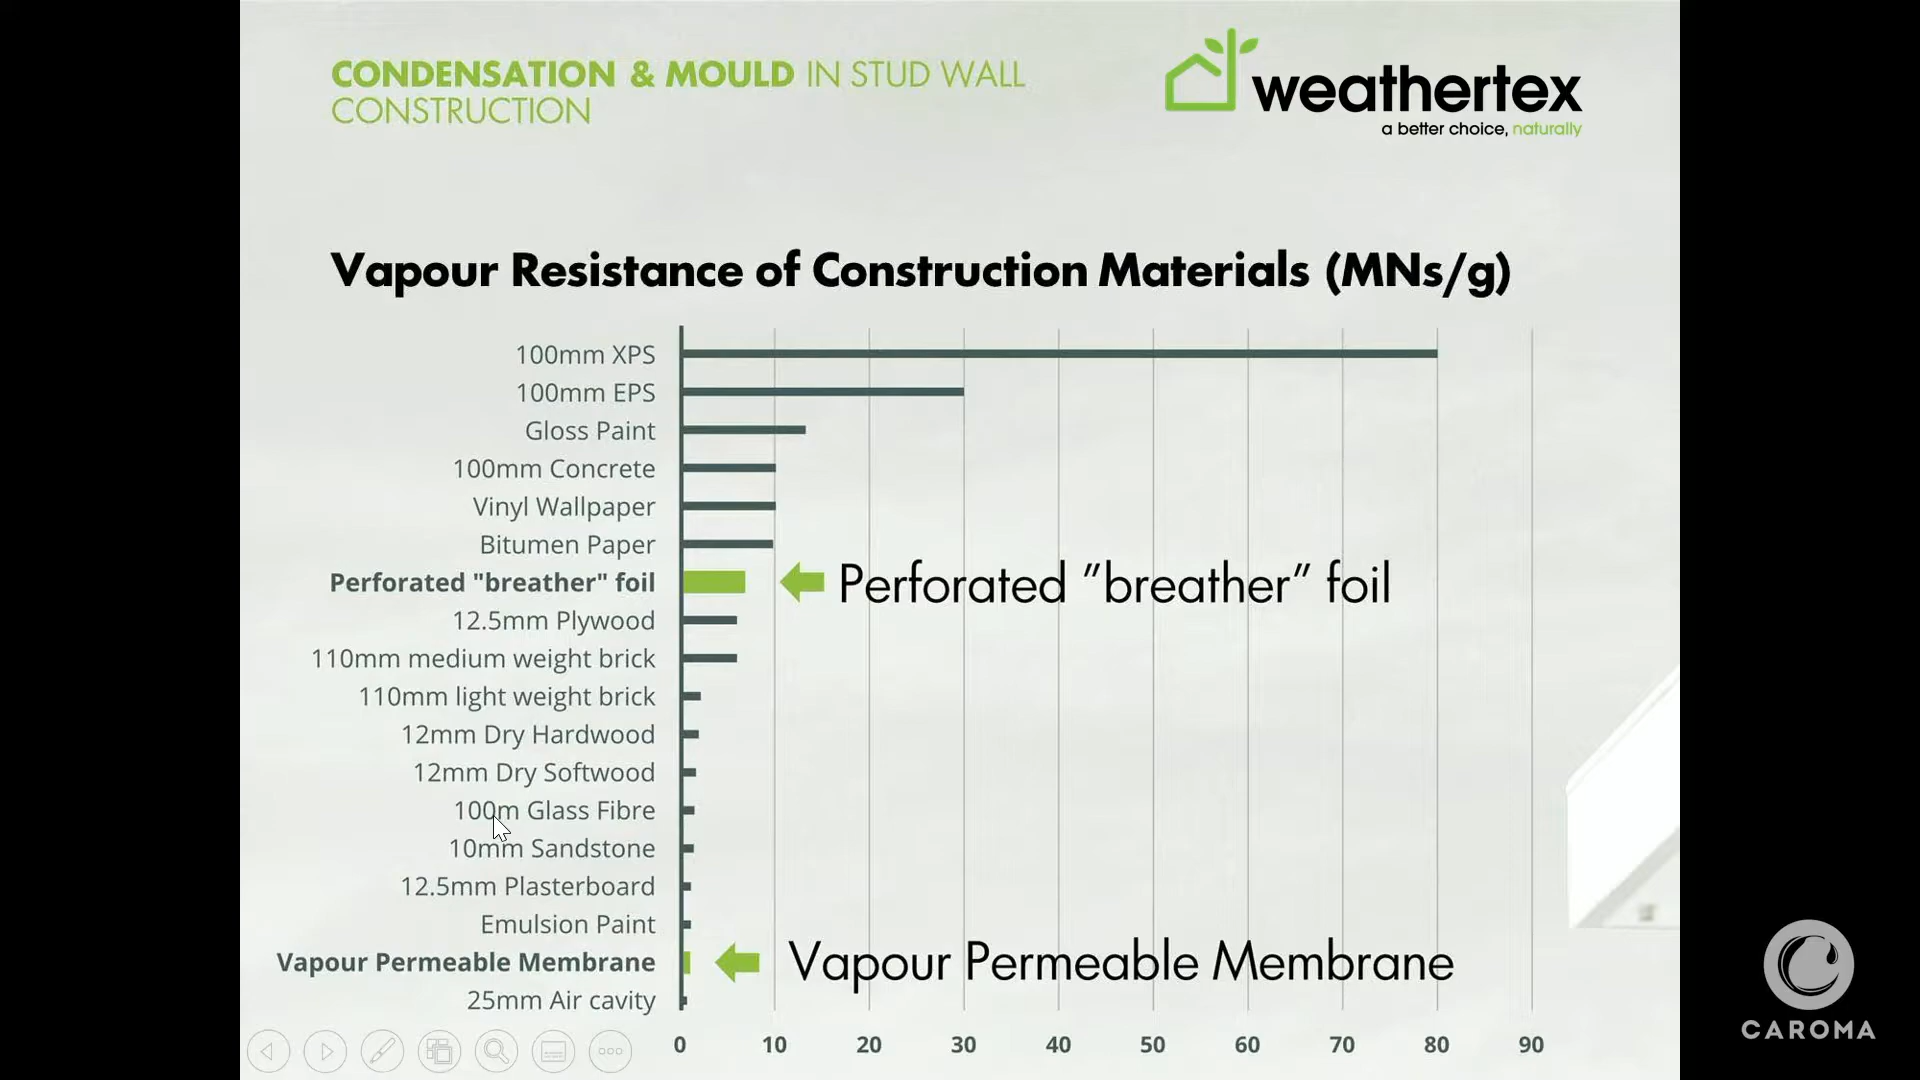 CONDENSATION & MOULD IN STUD WALL
CONSTRUCTION
weathertex
a better choice, naturally
Vapour Resistance of Construction Materials (MNs/g)
100mm XPS
100mm EPS
Gloss Paint
100mm Concrete
Vinyl Wallpaper
Bitumen Paper
Perforated "breather" foil
Perforated "breather" foil
12.5mm Plywood
110mm medium weight brick
110mm light weight brick
12mm Dry Hardwood
12mm Dry Softwood
100m Glass Fibre
10mm Sandstone
12.5mm Plasterboard
Emulsion Paint
Vapour Permeable Membrane
Vapour Permeable Membrane
25mm Air cavity
0 10 20 30 40 50 60 70 80 90
CAROMA